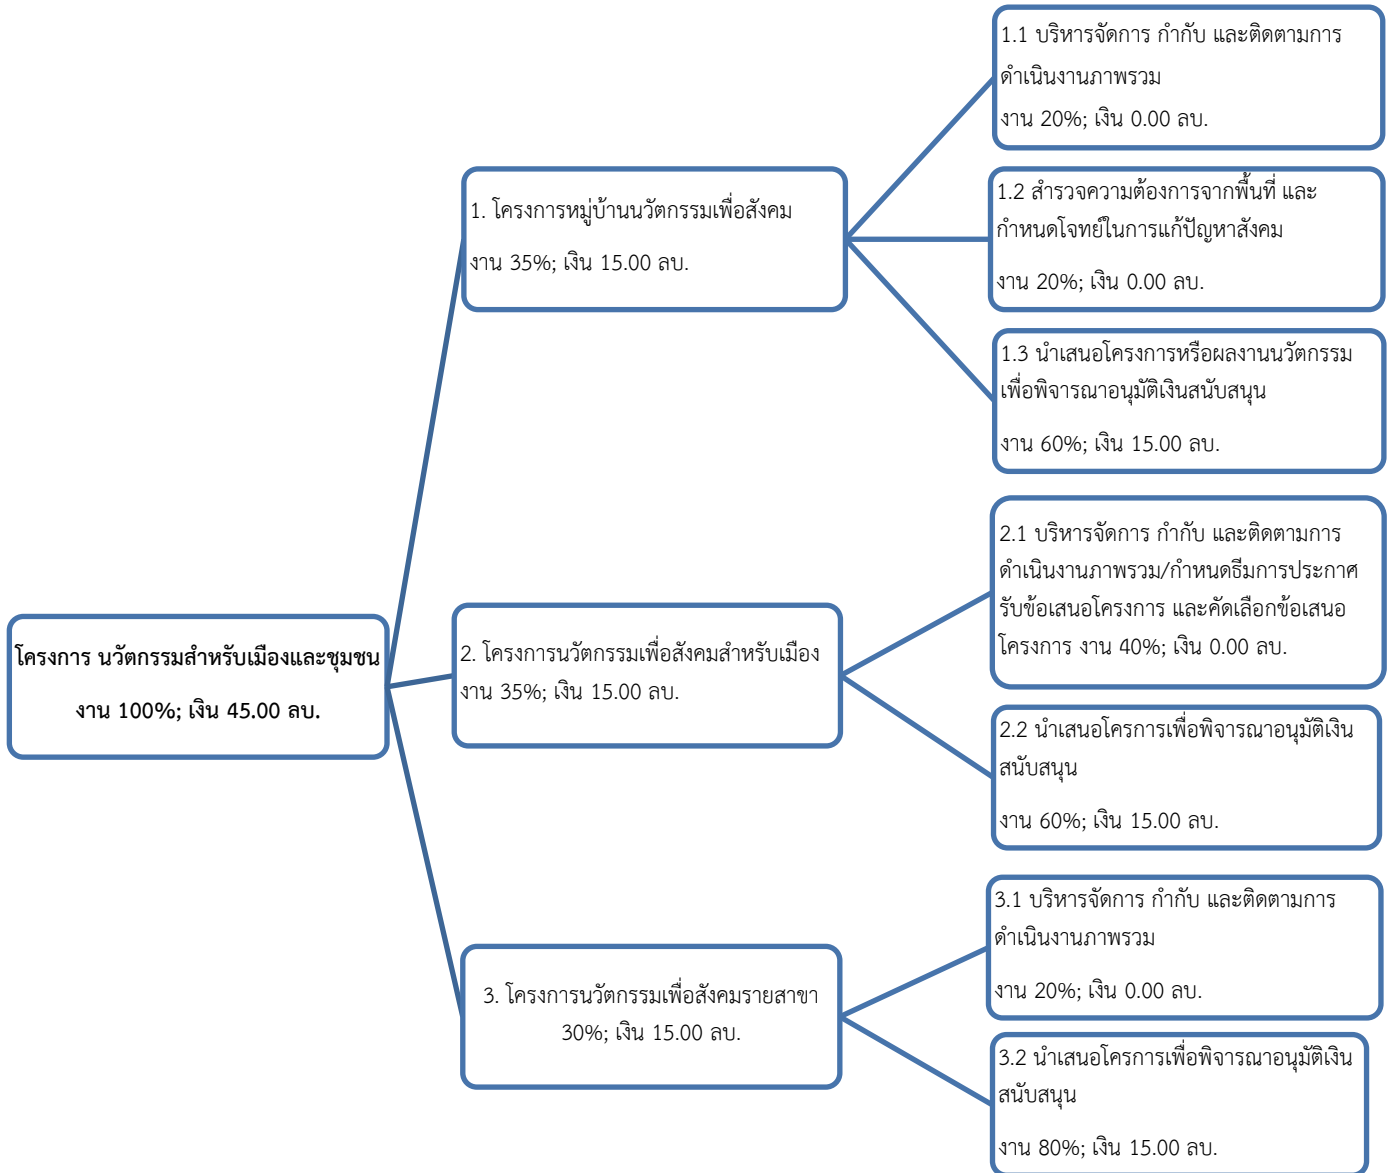 โครงการ นวัตกรรมสำหรับเมืองและชุมชน
งาน 100%; เงิน 45.00 ลบ.
1. โครงการหมู่บ้านนวัตกรรมเพื่อสังคม
งาน 35%; เงิน 15.00 ลบ.
1.1 บริหารจัดการ กำกับ และติดตามการ
ดำเนินงานภาพรวม
งาน 20%; เงิน 0.00 ลบ.
1.2 สำรวจความต้องการจากพื้นที่ และ
กำหนดโจทย์ในการแก้ปัญหาสังคม
งาน 20%; เงิน 0.00 ลบ.
1.3 นำเสนอโครงการหรือผลงานนวัตกรรม
เพื่อพิจารณาอนุมัติเงินสนับสนุน
งาน 60%; เงิน 15.00 ลบ.
2. โครงการนวัตกรรมเพื่อสังคมสำหรับเมือง
งาน 35%; เงิน 15.00 ลบ.
2.1 บริหารจัดการ กำกับ และติดตามการ
ดำเนินงานภาพรวม/กำหนดธีมการประกาศ
รับข้อเสนอโครงการ และคัดเลือกข้อเสนอ
โครงการ งาน 40%; เงิน 0.00 ลบ.
2.2 นำเสนอโครการเพื่อพิจารณาอนุมัติเงิน
สนับสนุน
งาน 60%; เงิน 15.00 ลบ.
3. โครงการนวัตกรรมเพื่อสังคมรายสาขา
30%; เงิน 15.00 ลบ.
3.1 บริหารจัดการ กำกับ และติดตามการ
ดำเนินงานภาพรวม
งาน 20%; เงิน 0.00 ลบ.
3.2 นำเสนอโครการเพื่อพิจารณาอนุมัติเงิน
สนับสนุน
งาน 80%; เงิน 15.00 ลบ.